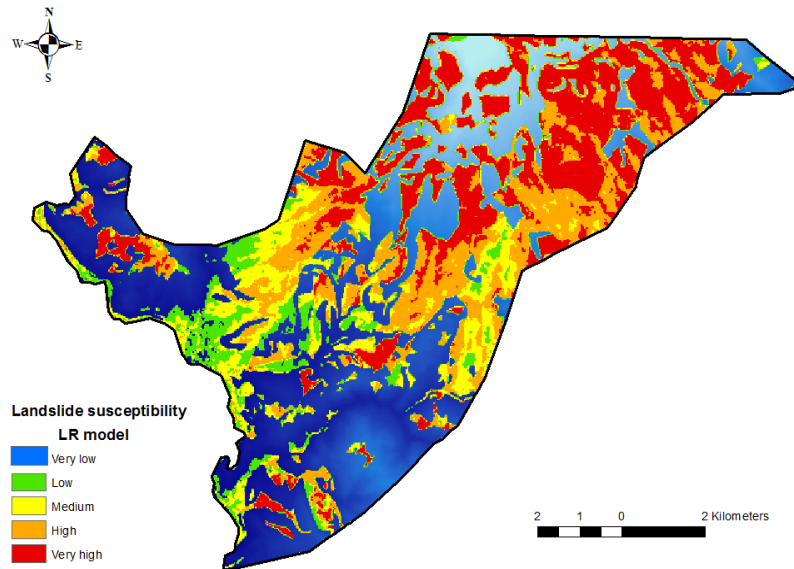 N
W E
S
Landslide susceptibility
LR model
Very low
Low
Medium
High
Very high
2 1 0 2 Kilometers